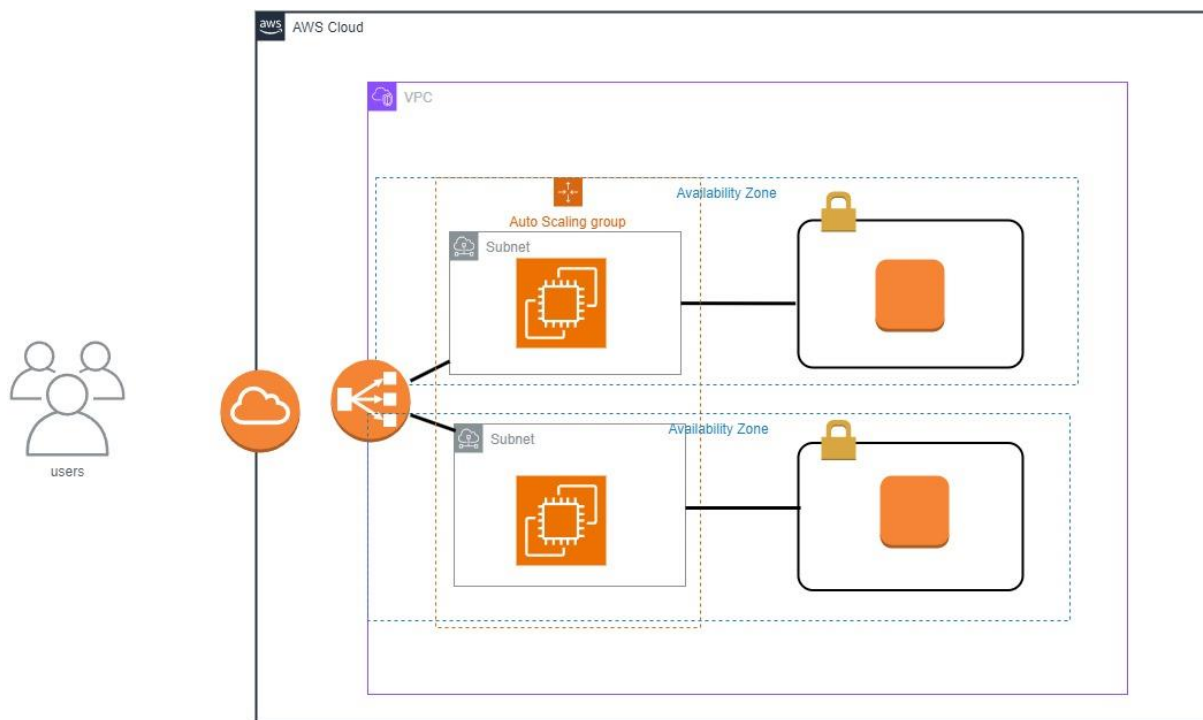 aws
AWS Cloud
VPC
Availability Zone
Auto Scaling group
Subnet
Availability Zone
Subnet
users